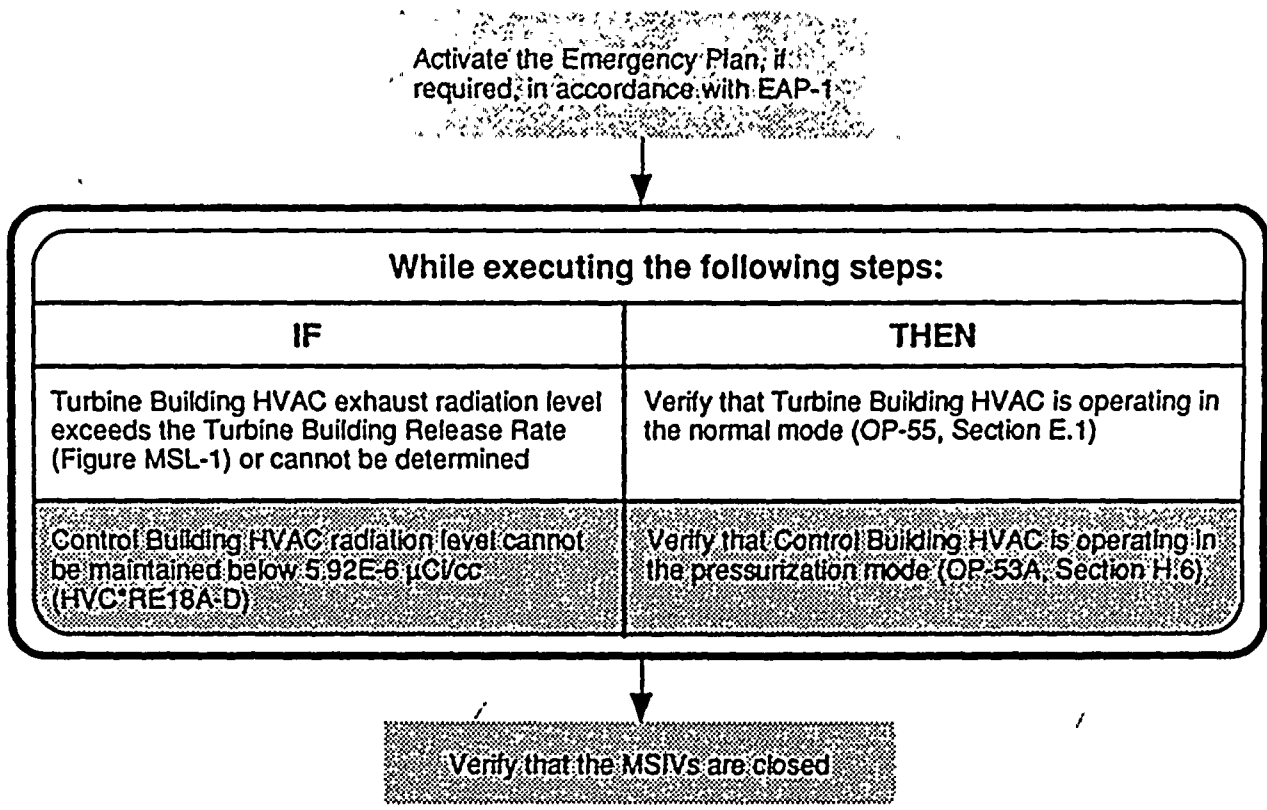 Activate the Emergency Plan, if
required, in accordance with EAP-1
While executing the following steps:
IF
THEN
Turbine Building HVAC exhaust radiation level
exceeds the Turbine Building Release Rate
(Figure MSL-1) or cannot be determined
Verify that Turbine Building HVAC is operating in
the normal mode (OP-55, Section E.1)
Control Building HVAC radiation level cannot
be maintained below 5.92E-6 μCi/cc
(HVC*RE18A-D)
Verify that Control Building HVAC is operating in
the pressurization mode (OP-53A, Section H.6)
Verify that the MSIVs are closed